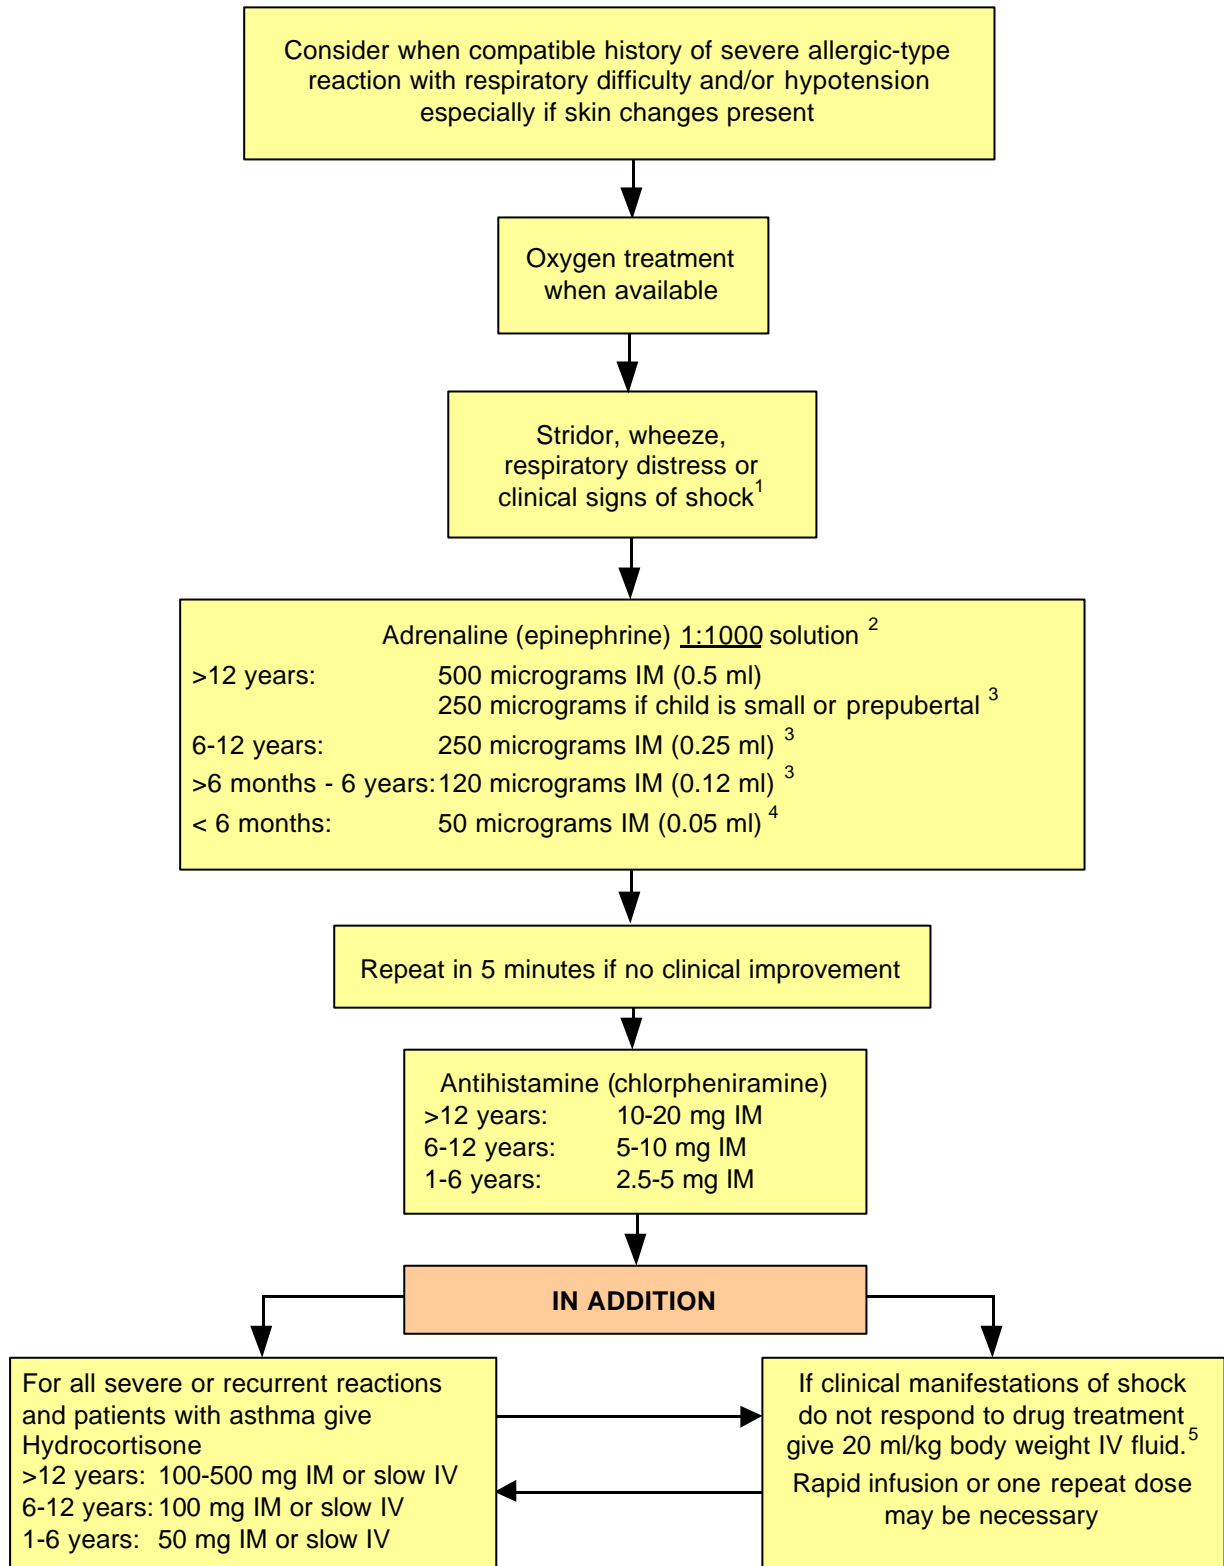 Consider when compatible history of severe allergic-type
reaction with respiratory difficulty and/or hypotension
especially if skin changes present
Oxygen treatment
when available
Stridor, wheeze,
respiratory distress or
clinical signs of shock 1
Adrenaline (epinephrine) 1:1000 solution 2
>12 years: 500 micrograms IM (0.5 ml)
250 micrograms if child is small or prepubertal 3
6-12 years: 250 micrograms IM (0.25 ml) 3
>6 months - 6 years: 120 micrograms IM (0.12 ml) 3
< 6 months: 50 micrograms IM (0.05 ml) 4
Repeat in 5 minutes if no clinical improvement
Antihistamine (chlorpheniramine)
>12 years: 10-20 mg IM
6-12 years: 5-10 mg IM
1-6 years: 2.5-5 mg IM
IN ADDITION
For all severe or recurrent reactions
and patients with asthma give
Hydrocortisone
>12 years: 100-500 mg IM or slow IV
6-12 years: 100 mg IM or slow IV
1-6 years: 50 mg IM or slow IV
If clinical manifestations of shock
do not respond to drug treatment
give 20 ml/kg body weight IV fluid. 5
Rapid infusion or one repeat dose
may be necessary